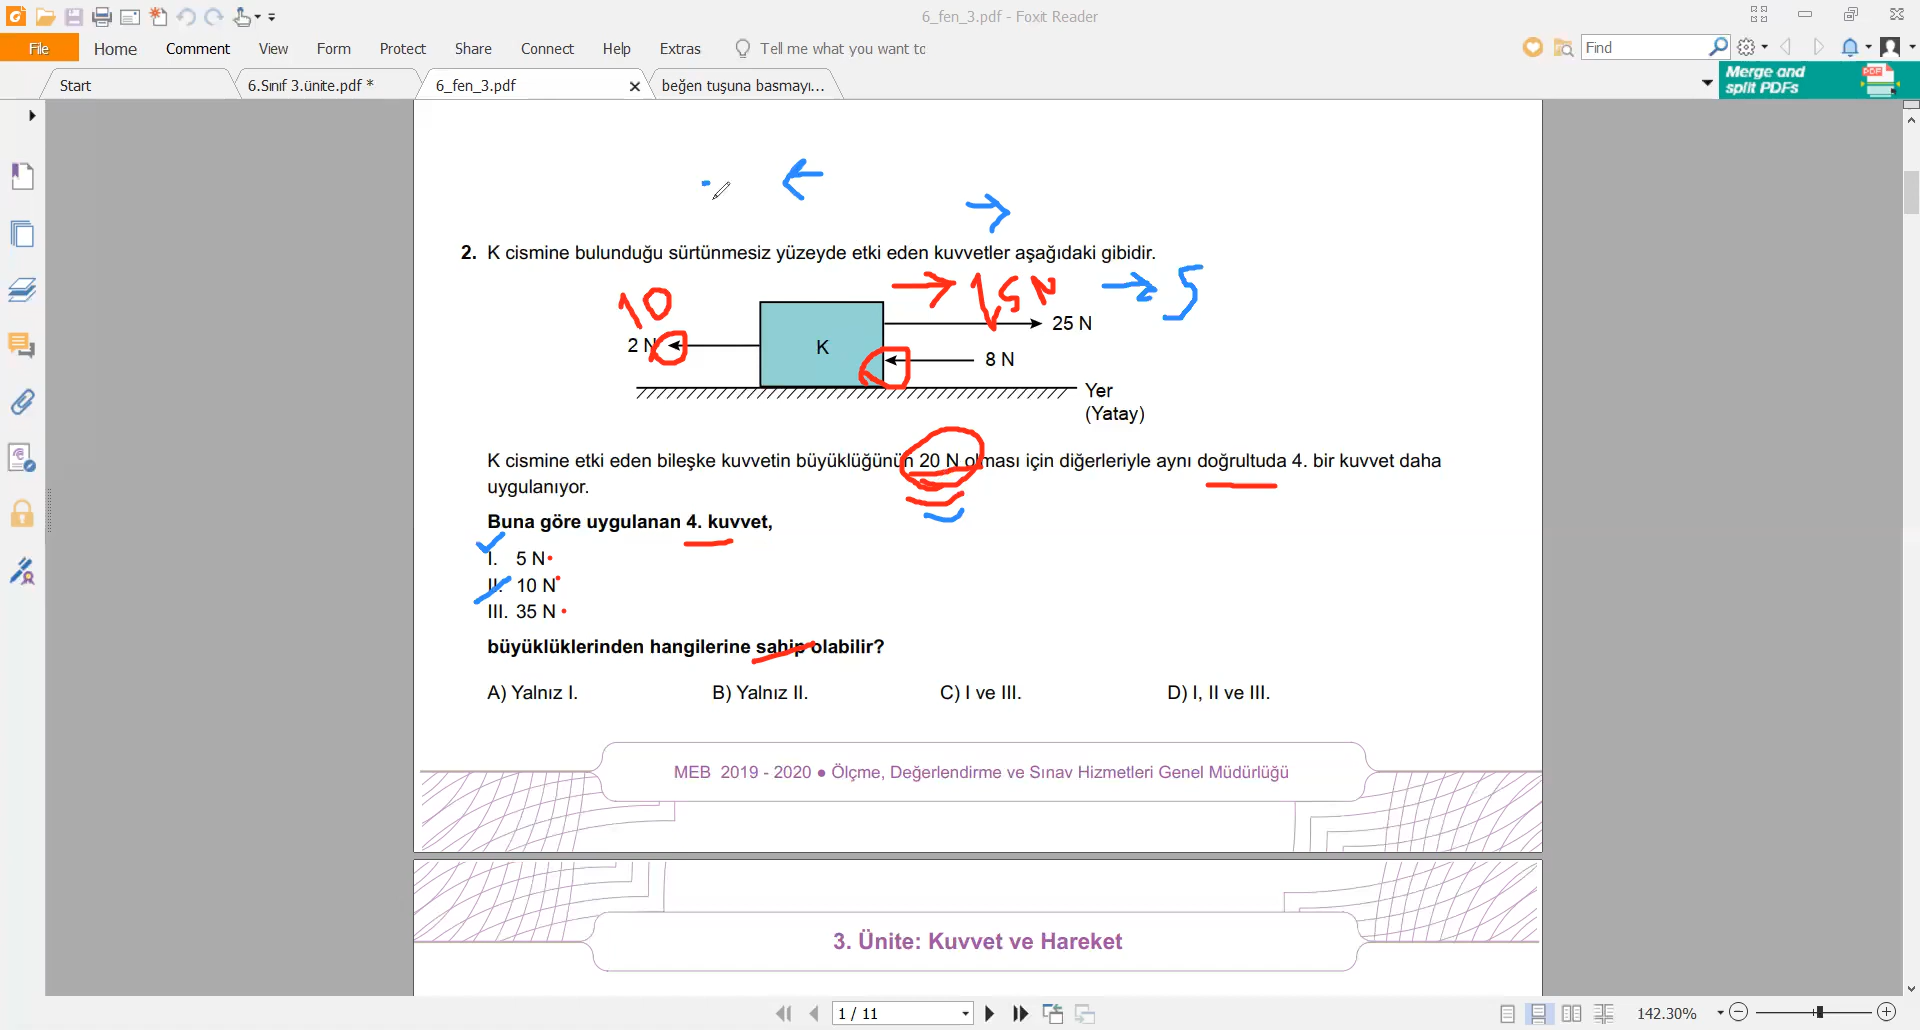 6_fen_3.pdf - Foxit Reader
File Home Comment View Form Protect Share Connect Help Extras Tell me what you want to Find
Start 6.Sınıf 3.ünite.pdf * 6_fen_3.pdf beğen tuşuna basmayı... Merge and split PDFs
2. K cismine bulunduğu sürtünmesiz yüzeyde etki eden kuvvetler aşağıdaki gibidir.
10 15 N 5
25 N
2 N K
8 N
Yer
(Yatay)
K cismine etki eden bileşke kuvvetin büyüklüğünün 20 N olması için diğerleriyle aynı doğrultuda 4. bir kuvvet daha
uygulanıyor.
Buna göre uygulanan 4. kuvvet,
I. 5 N
II. 10 N
III. 35 N
büyüklüklerinden hangilerine sahip olabilir?
A) Yalnız I. B) Yalnız II. C) I ve III. D) I, II ve III.
MEB 2019 - 2020 ● Ölçme, Değerlendirme ve Sınav Hizmetleri Genel Müdürlüğü
3. Ünite: Kuvvet ve Hareket
1 / 11 142.30%